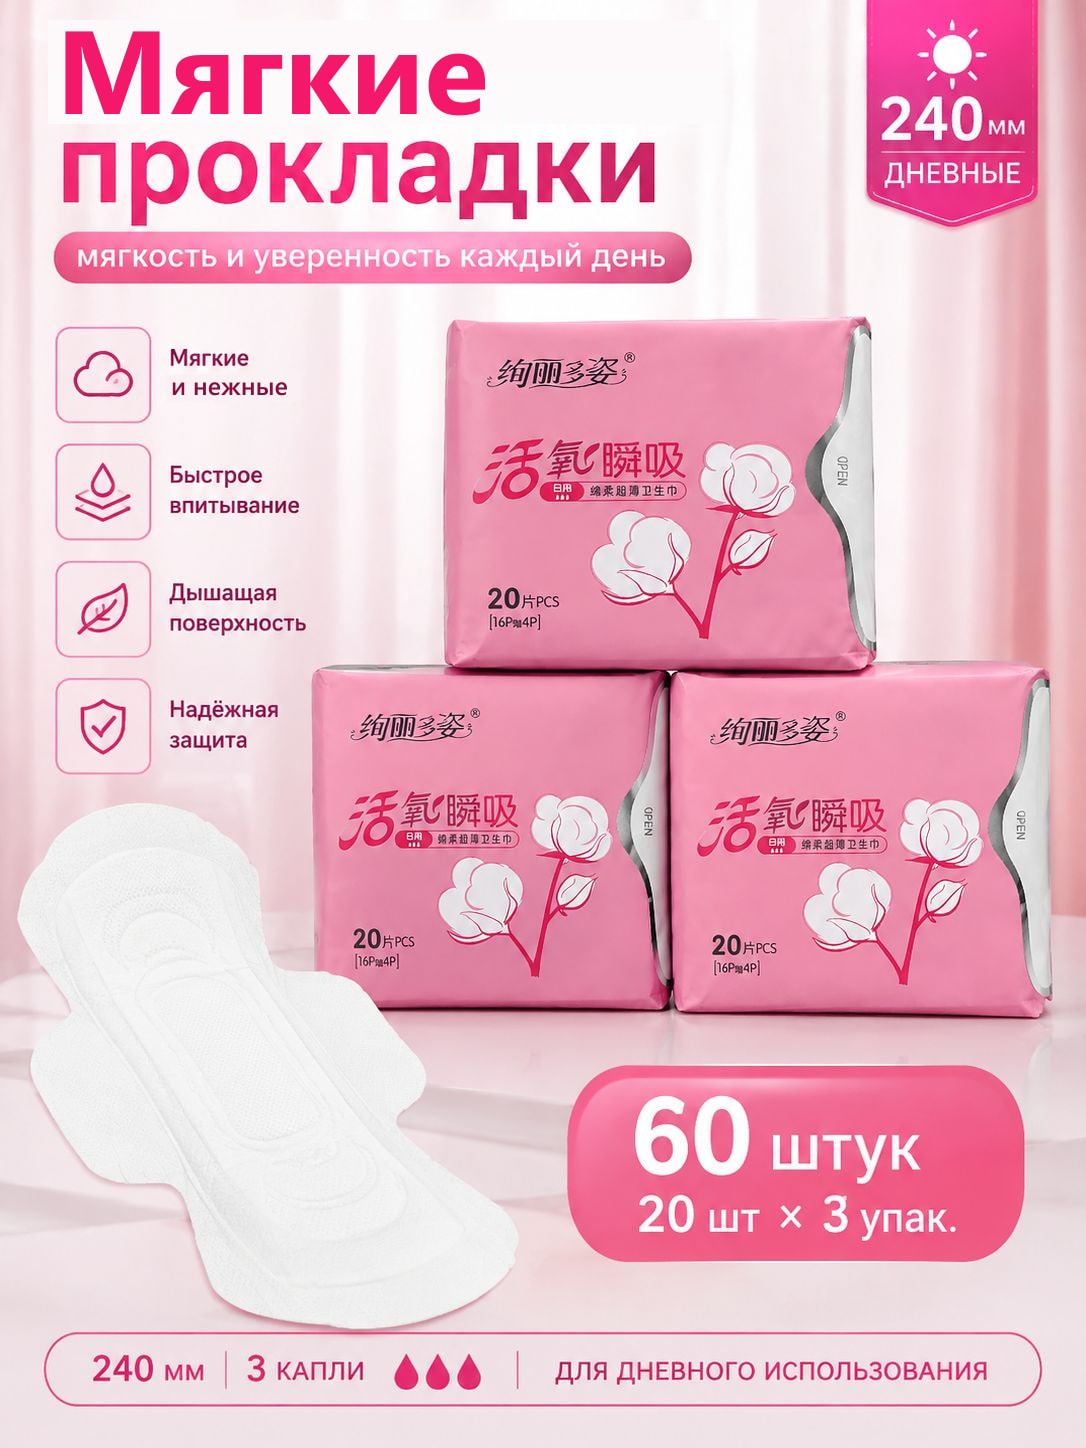 Мягкие
прокладки
мягкость и уверенность каждый день
240 мм
ДНЕВНЫЕ
Мягкие
и нежные
Быстрое
впитывание
Дышащая
поверхность
Надёжная
защита
绚丽多姿®
活氧瞬吸
日用 绵柔超薄卫生巾
20片PCS
[16P加4P]
OPEN
绚丽多姿®
活氧瞬吸
日用 绵柔超薄卫生巾
20片PCS
[16P加4P]
OPEN
绚丽多姿®
活氧瞬吸
日用 绵柔超薄卫生巾
20片PCS
[16P加4P]
OPEN
60 штук
20 шт × 3 упак.
240 мм 3 КАПЛИ ДЛЯ ДНЕВНОГО ИСПОЛЬЗОВАНИЯ